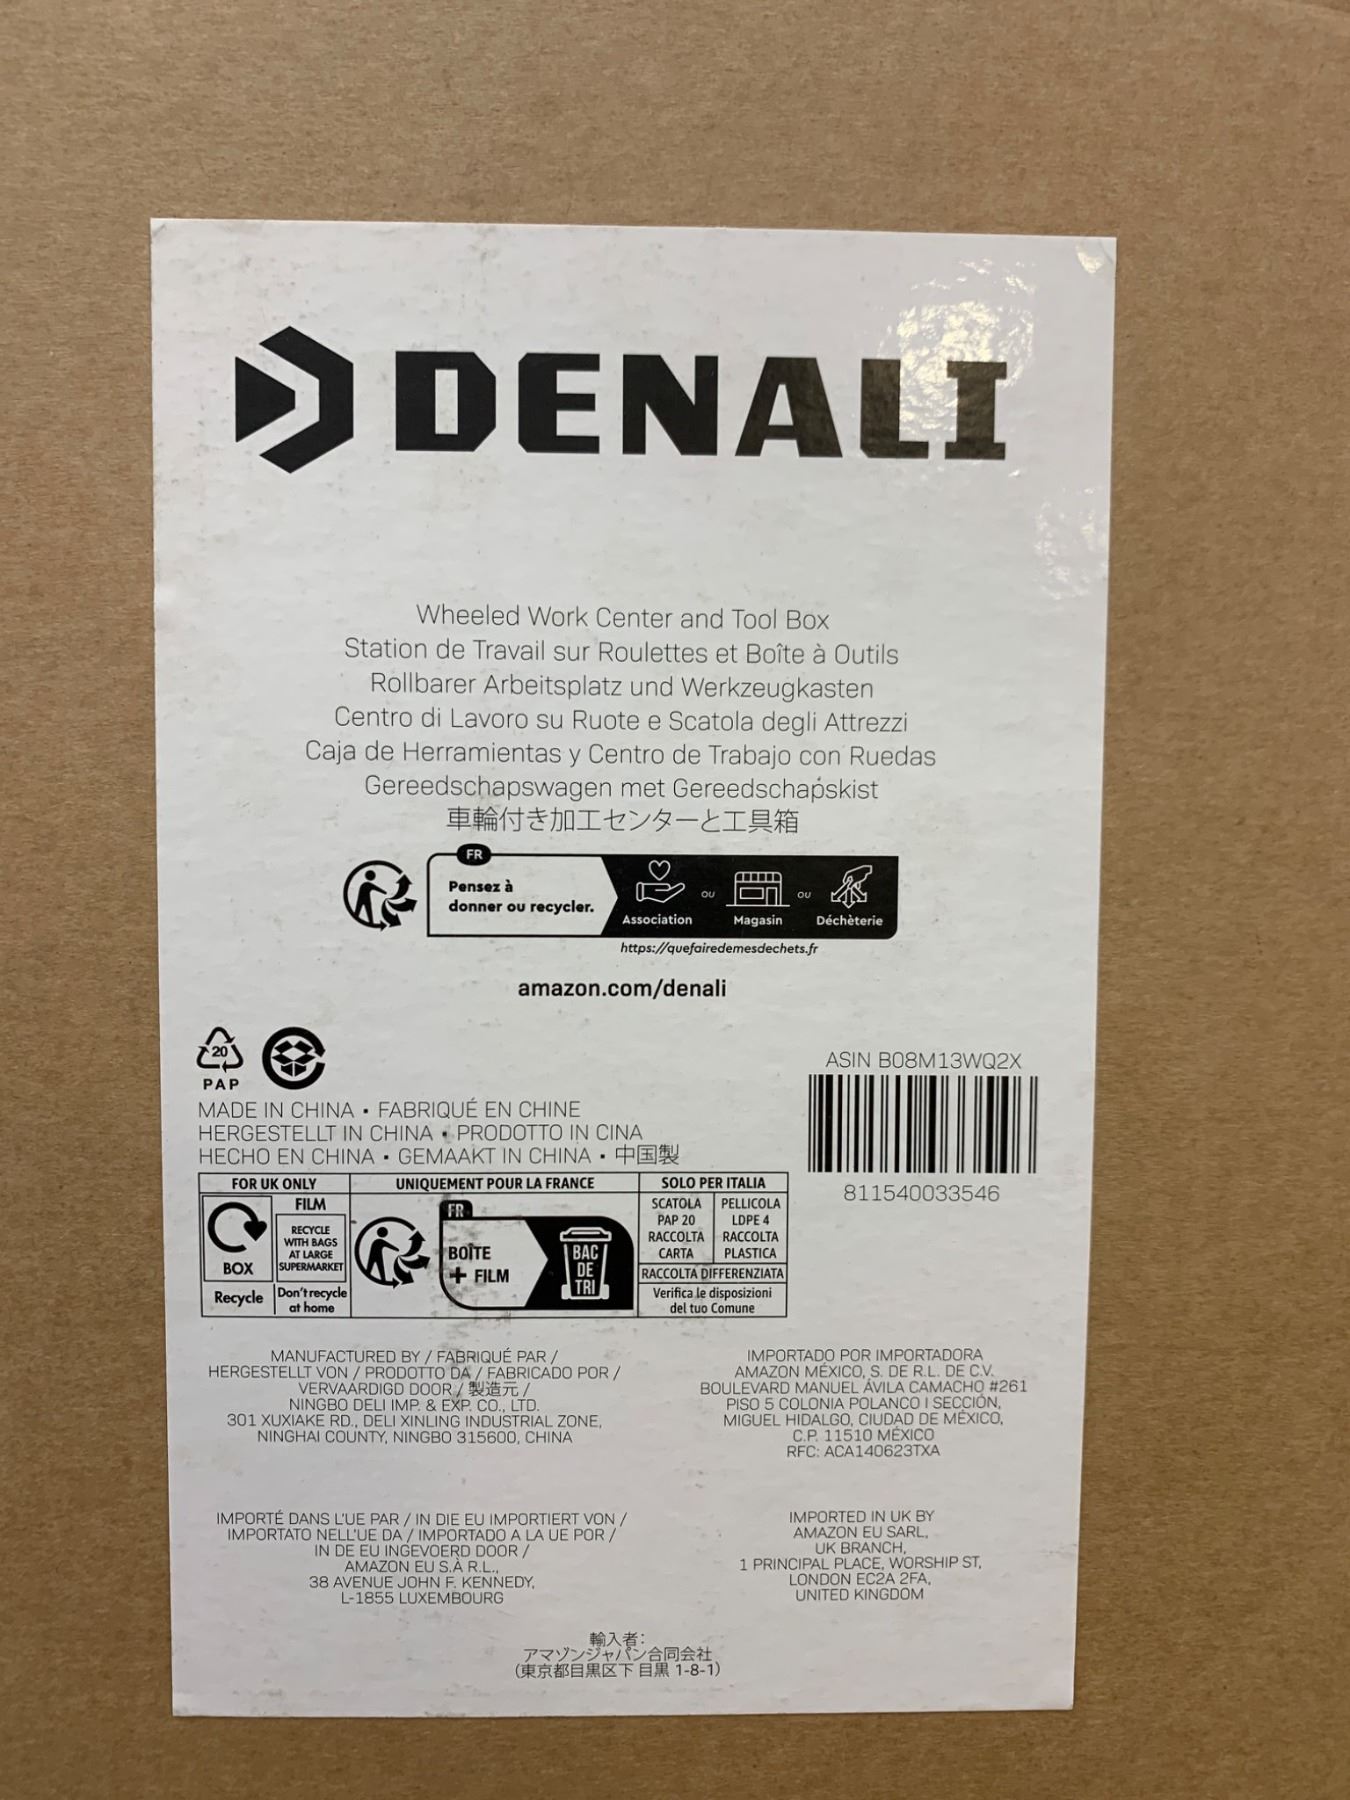 DENALI
Wheeled Work Center and Tool Box
Station de Travail sur Roulettes et Boîte à Outils
Rollbarer Arbeitsplatz und Werkzeugkasten
Centro di Lavoro su Ruote e Scatola degli Attrezzi
Caja de Herramientas y Centro de Trabajo con Ruedas
Gereedschapswagen met Gereedschapskist
車輪付き加工センターと工具箱
FR
Pensez à
donner ou recycler.
Association
ou
Magasin
ou
Déchèterie
https://quefairedemesdechets.fr
amazon.com/denali
20
PAP
MADE IN CHINA • FABRIQUÉ EN CHINE
HERGESTELLT IN CHINA • PRODOTTO IN CINA
HECHO EN CHINA • GEMAAKT IN CHINA • 中国製
ASIN B08M13WQ2X
811540033546
FOR UK ONLY
BOX
Recycle
FILM
RECYCLE
WITH BAGS
AT LARGE
SUPERMARKET
Don't recycle
at home
UNIQUEMENT POUR LA FRANCE
FR
BOÎTE
+ FILM
BAC
DE
TRI
SOLO PER ITALIA
SCATOLA
PAP 20
RACCOLTA
CARTA
PELLICOLA
LDPE 4
RACCOLTA
PLASTICA
RACCOLTA DIFFERENZIATA
Verifica le disposizioni
del tuo Comune
MANUFACTURED BY / FABRIQUÉ PAR /
HERGESTELLT VON / PRODOTTO DA / FABRICADO POR /
VERVAARDIGD DOOR / 製造元 /
NINGBO DELI IMP. & EXP. CO., LTD.
301 XUXIAKE RD., DELI XINLING INDUSTRIAL ZONE,
NINGHAI COUNTY, NINGBO 315600, CHINA
IMPORTADO POR IMPORTADORA
AMAZON MÉXICO, S. DE R.L. DE C.V.
BOULEVARD MANUEL ÁVILA CAMACHO #261
PISO 5 COLONIA POLANCO I SECCIÓN,
MIGUEL HIDALGO, CIUDAD DE MÉXICO,
C.P. 11510 MÉXICO
RFC: ACA140623TXA
IMPORTÉ DANS L'UE PAR / IN DIE EU IMPORTIERT VON /
IMPORTATO NELL'UE DA / IMPORTADO A LA UE POR /
IN DE EU INGEVOERD DOOR /
AMAZON EU S.À R.L.,
38 AVENUE JOHN F. KENNEDY,
L-1855 LUXEMBOURG
IMPORTED IN UK BY
AMAZON EU SARL,
UK BRANCH,
1 PRINCIPAL PLACE, WORSHIP ST,
LONDON EC2A 2FA,
UNITED KINGDOM
輸入者：
アマゾンジャパン合同会社
(東京都目黒区下目黒 1-8-1)